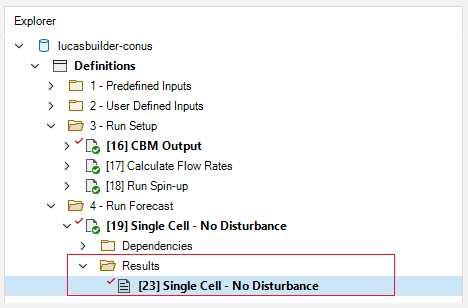 Explorer
lucasbuilder-conus
Definitions
1 - Predefined Inputs
2 - User Defined Inputs
3 - Run Setup
[16] CBM Output
[17] Calculate Flow Rates
[18] Run Spin-up
4 - Run Forecast
[19] Single Cell - No Disturbance
Dependencies
Results
[23] Single Cell - No Disturbance